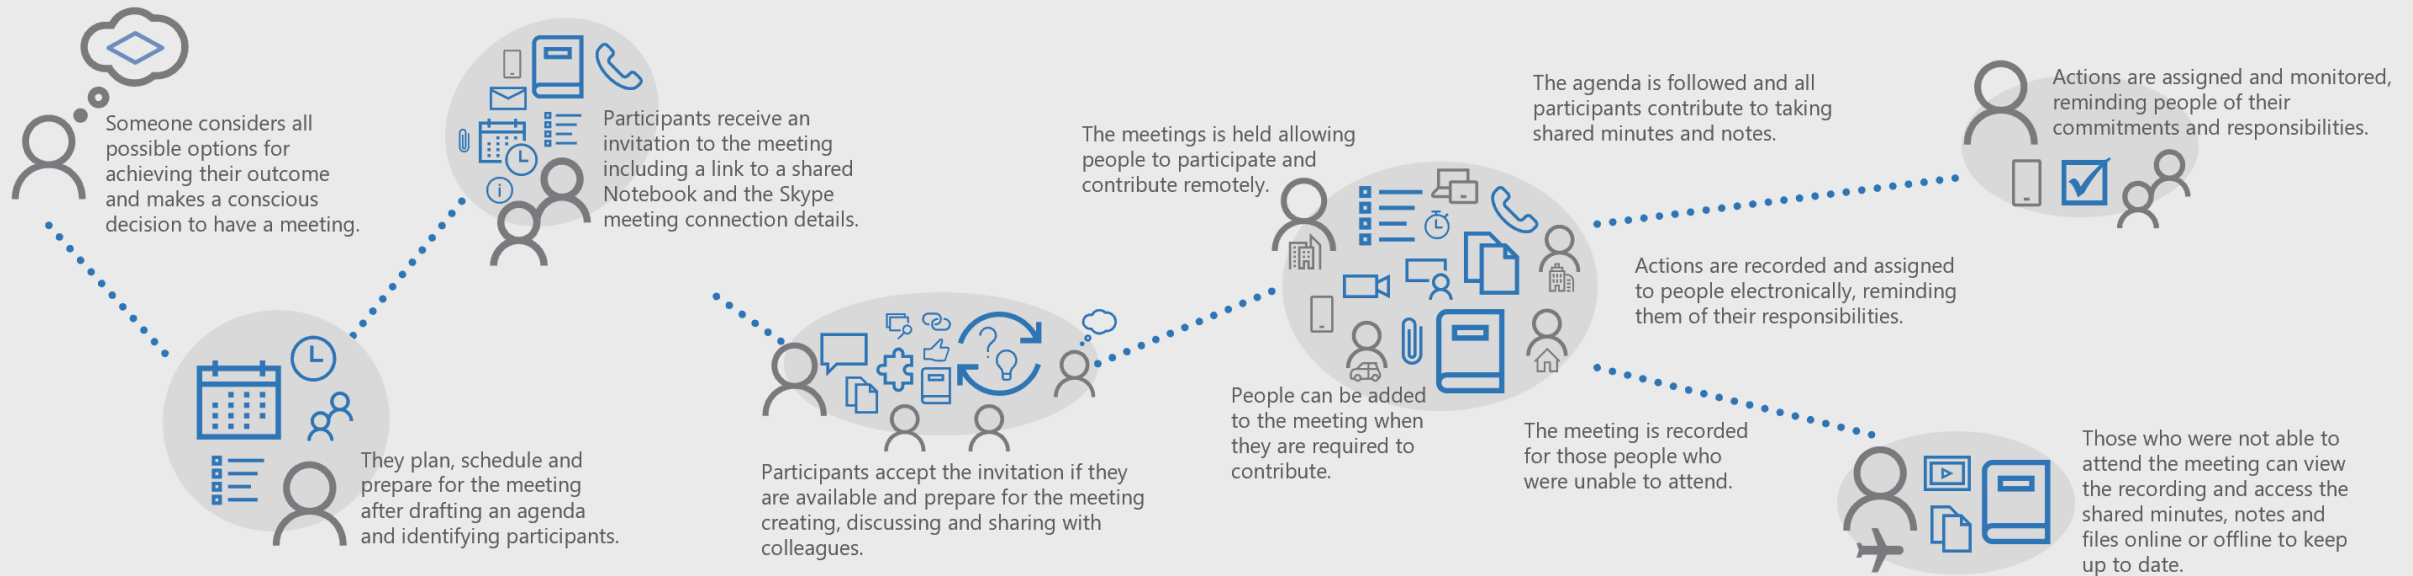 Someone considers all
possible options for
achieving their outcome
and makes a conscious
decision to have a meeting.
They plan, schedule and
prepare for the meeting
after drafting an agenda
and identifying participants.
Participants receive an
invitation to the meeting
including a link to a shared
Notebook and the Skype
meeting connection details.
Participants accept the invitation if they
are available and prepare for the meeting
creating, discussing and sharing with
colleagues.
The meetings is held allowing
people to participate and
contribute remotely.
People can be added
to the meeting when
they are required to
contribute.
The agenda is followed and all
participants contribute to taking
shared minutes and notes.
Actions are recorded and assigned
to people electronically, reminding
them of their responsibilities.
The meeting is recorded
for those people who
were unable to attend.
Actions are assigned and monitored,
reminding people of their
commitments and responsibilities.
Those who were not able to
attend the meeting can view
the recording and access the
shared minutes, notes and
files online or offline to keep
up to date.